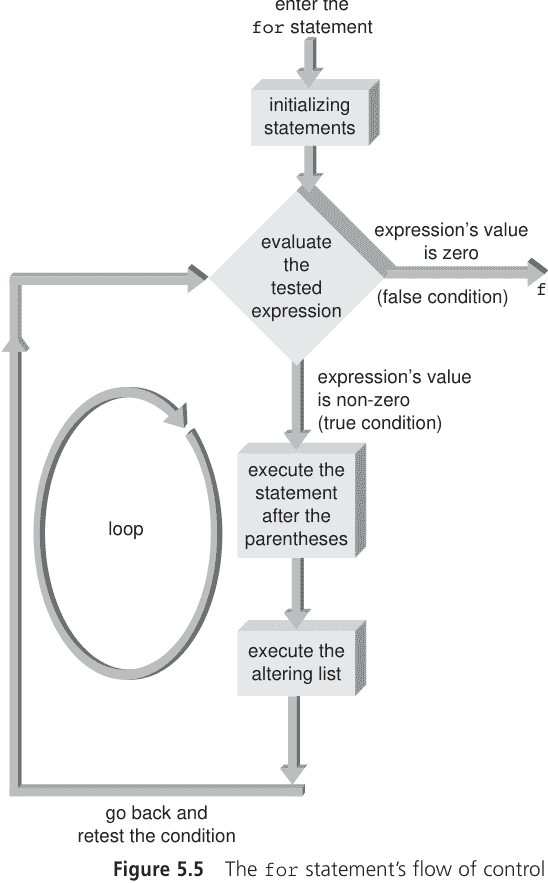 enter the
for statement
initializing
statements
evaluate
the
tested
expression
expression's value
is zero
(false condition)
f
expression's value
is non-zero
(true condition)
loop
execute the
statement
after the
parentheses
execute the
altering list
go back and
retest the condition
Figure 5.5 The for statement's flow of control